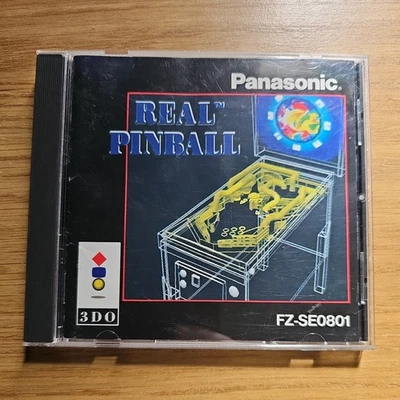 Panasonic®
REAL™
PINBALL
3DO
FZ-SE0801